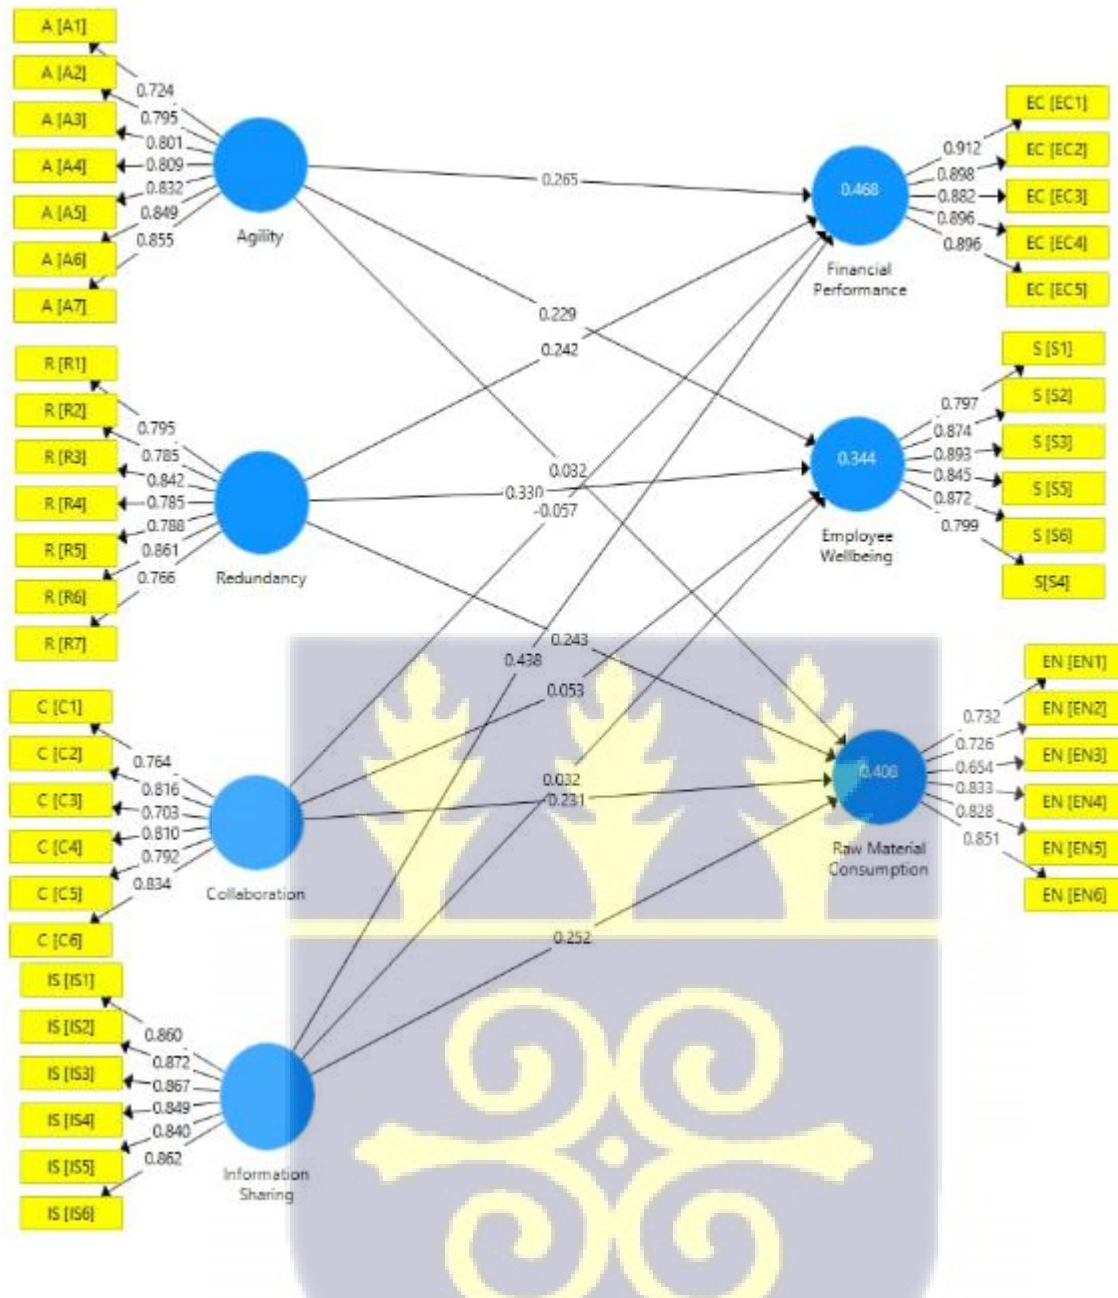 A [A1]
A [A2]
A [A3]
A [A4]
A [A5]
A [A6]
A [A7]
0.724
0.795
0.801
0.809
0.832
0.849
0.855
Agility
R [R1]
R [R2]
R [R3]
R [R4]
R [R5]
R [R6]
R [R7]
0.795
0.785
0.842
0.785
0.788
0.861
0.766
Redundancy
C [C1]
C [C2]
C [C3]
C [C4]
C [C5]
C [C6]
0.764
0.816
0.703
0.810
0.792
0.834
Collaboration
IS [IS1]
IS [IS2]
IS [IS3]
IS [IS4]
IS [IS5]
IS [IS6]
0.860
0.872
0.867
0.849
0.840
0.862
Information
Sharing
0.265
0.229
0.242
0.032
0.330
-0.057
0.243
0.438
0.053
0.032
0.231
0.252
0.468
Financial
Performance
0.912
0.898
0.882
0.896
0.896
EC [EC1]
EC [EC2]
EC [EC3]
EC [EC4]
EC [EC5]
0.344
Employee
Wellbeing
0.797
0.874
0.893
0.845
0.872
0.799
S [S1]
S [S2]
S [S3]
S [S5]
S [S6]
S[S4]
0.408
Raw Material
Consumption
0.732
0.726
0.654
0.833
0.828
0.851
EN [EN1]
EN [EN2]
EN [EN3]
EN [EN4]
EN [EN5]
EN [EN6]